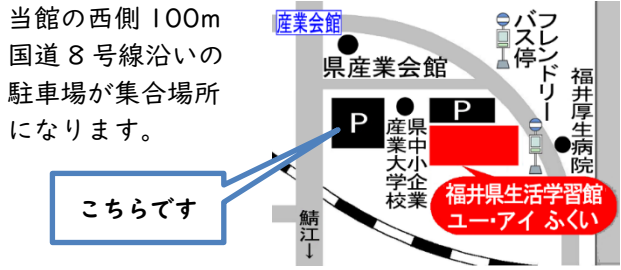 当館の西側 100m
国道 8 号線沿いの
駐車場が集合場所
になります。
こちらです
産業会館
県産業会館
フレンドリー
バス停
P
P
県中小企業
産業大学校
福井厚生病院
福井県生活学習館
ユー・アイ ふくい
鯖江↓